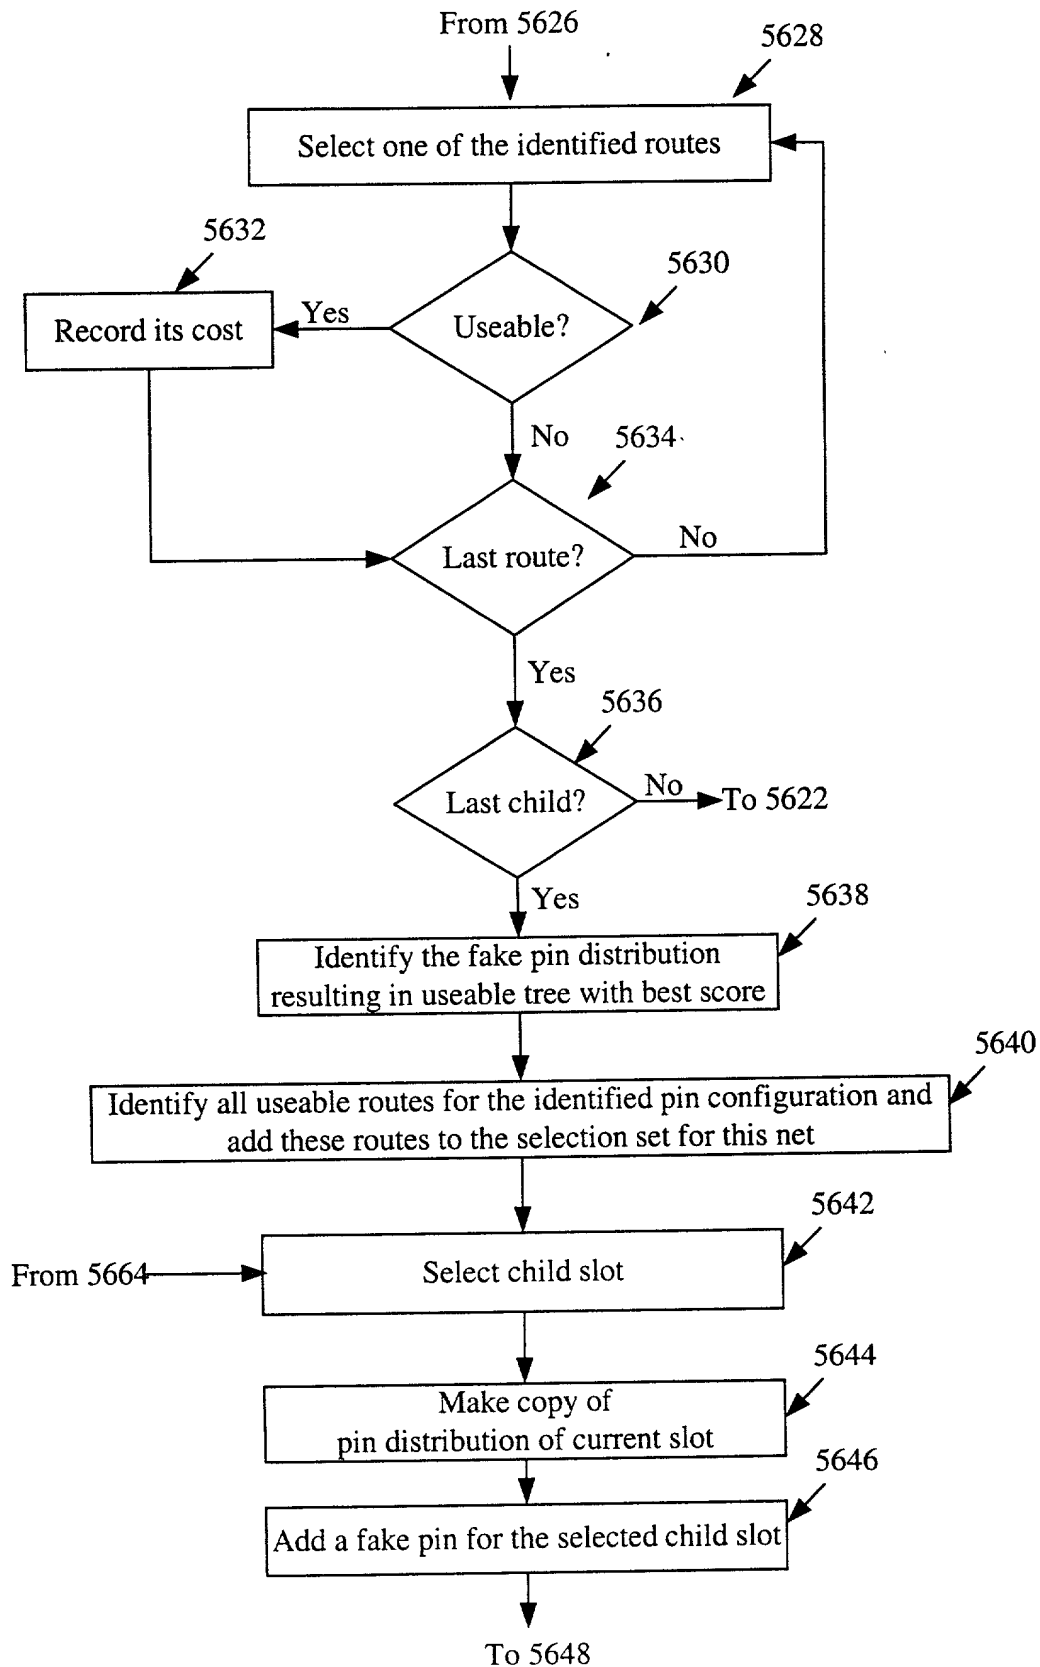 From 5626
5628
Select one of the identified routes
5632
5630
Record its cost
Yes
Useable?
No
5634
Last route?
No
Yes
5636
Last child?
No
To 5622
Yes
5638
Identify the fake pin distribution
resulting in useable tree with best score
5640
Identify all useable routes for the identified pin configuration and
add these routes to the selection set for this net
5642
From 5664
Select child slot
5644
Make copy of
pin distribution of current slot
5646
Add a fake pin for the selected child slot
To 5648